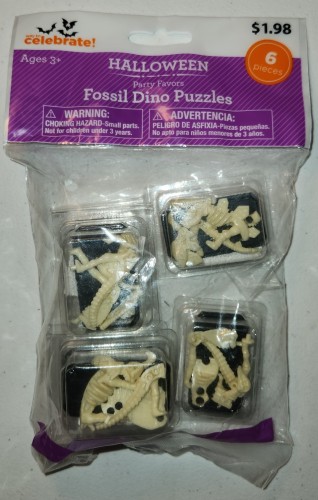 $1.98
celebrate!
Ages 3+
HALLOWEEN
6
pieces
Party Favors
Fossil Dino Puzzles
WARNING:
CHOKING HAZARD-Small parts.
Not for children under 3 years.
ADVERTENCIA:
PELIGRO DE ASFIXIA-Piezas pequeñas.
No apto para niños menores de 3 años.